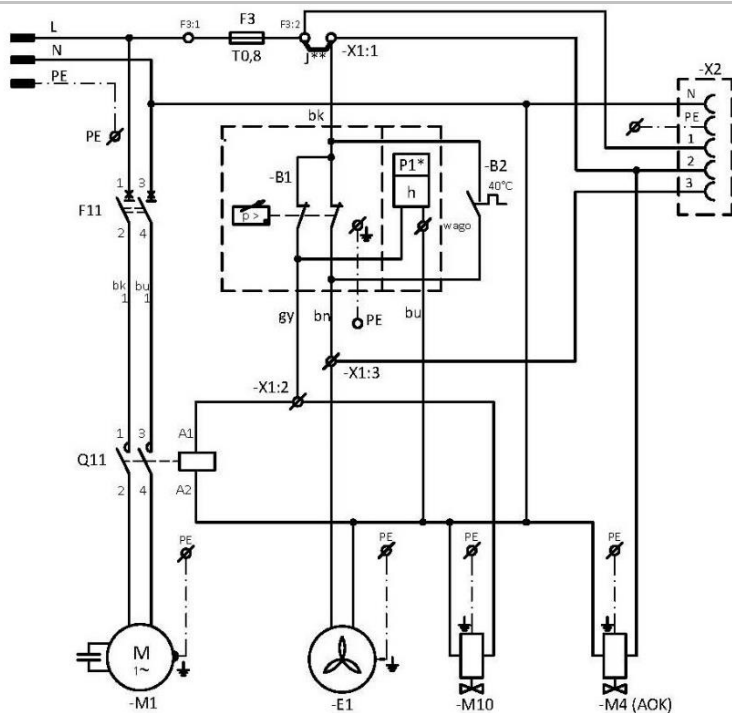 L
F3:1
F3
F3:2
T0,8
j**
-X1:1
N
PE
-X2
N
PE
1
2
3
PE
bk
-B1
P1*
h
-B2
40°C
p >
wago
1
3
F11
2
4
bk
1
bu
1
gy
bn
PE
bu
-X1:2
-X1:3
1
3
A1
Q11
2
4
A2
PE
PE
PE
PE
M
1~
-M1
-E1
-M10
-M4 (AOK)